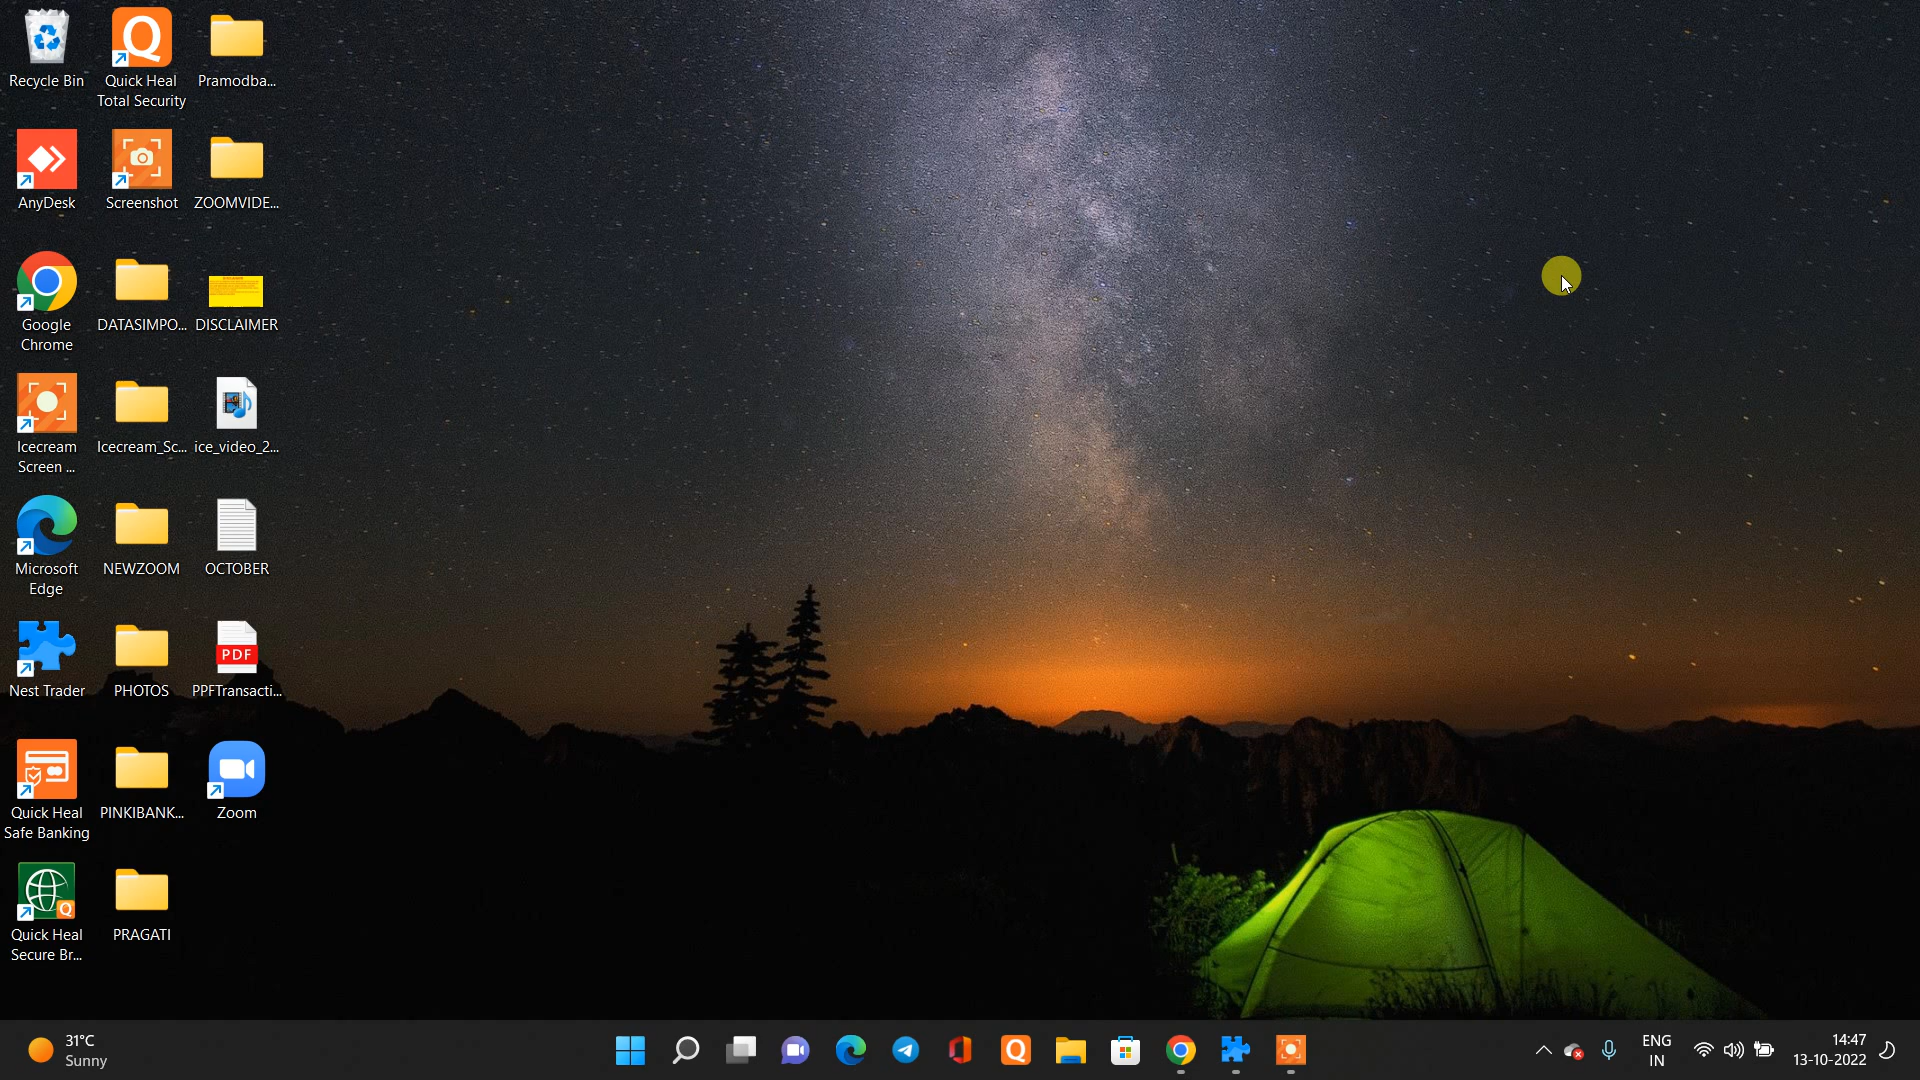 Recycle Bin
Quick Heal
Total Security
Pramodba...
AnyDesk
Screenshot
ZOOMVIDE...
Google
Chrome
DATASIMPO...
DISCLAIMER
Icecream
Screen ...
Icecream_Sc...
ice_video_2...
Microsoft
Edge
NEWZOOM
OCTOBER
Nest Trader
PHOTOS
PDF
PPFTransacti...
Quick Heal
Safe Banking
PINKIBANK...
Zoom
Quick Heal
Secure Br...
PRAGATI
31°C
Sunny
ENG
IN
14:47
13-10-2022